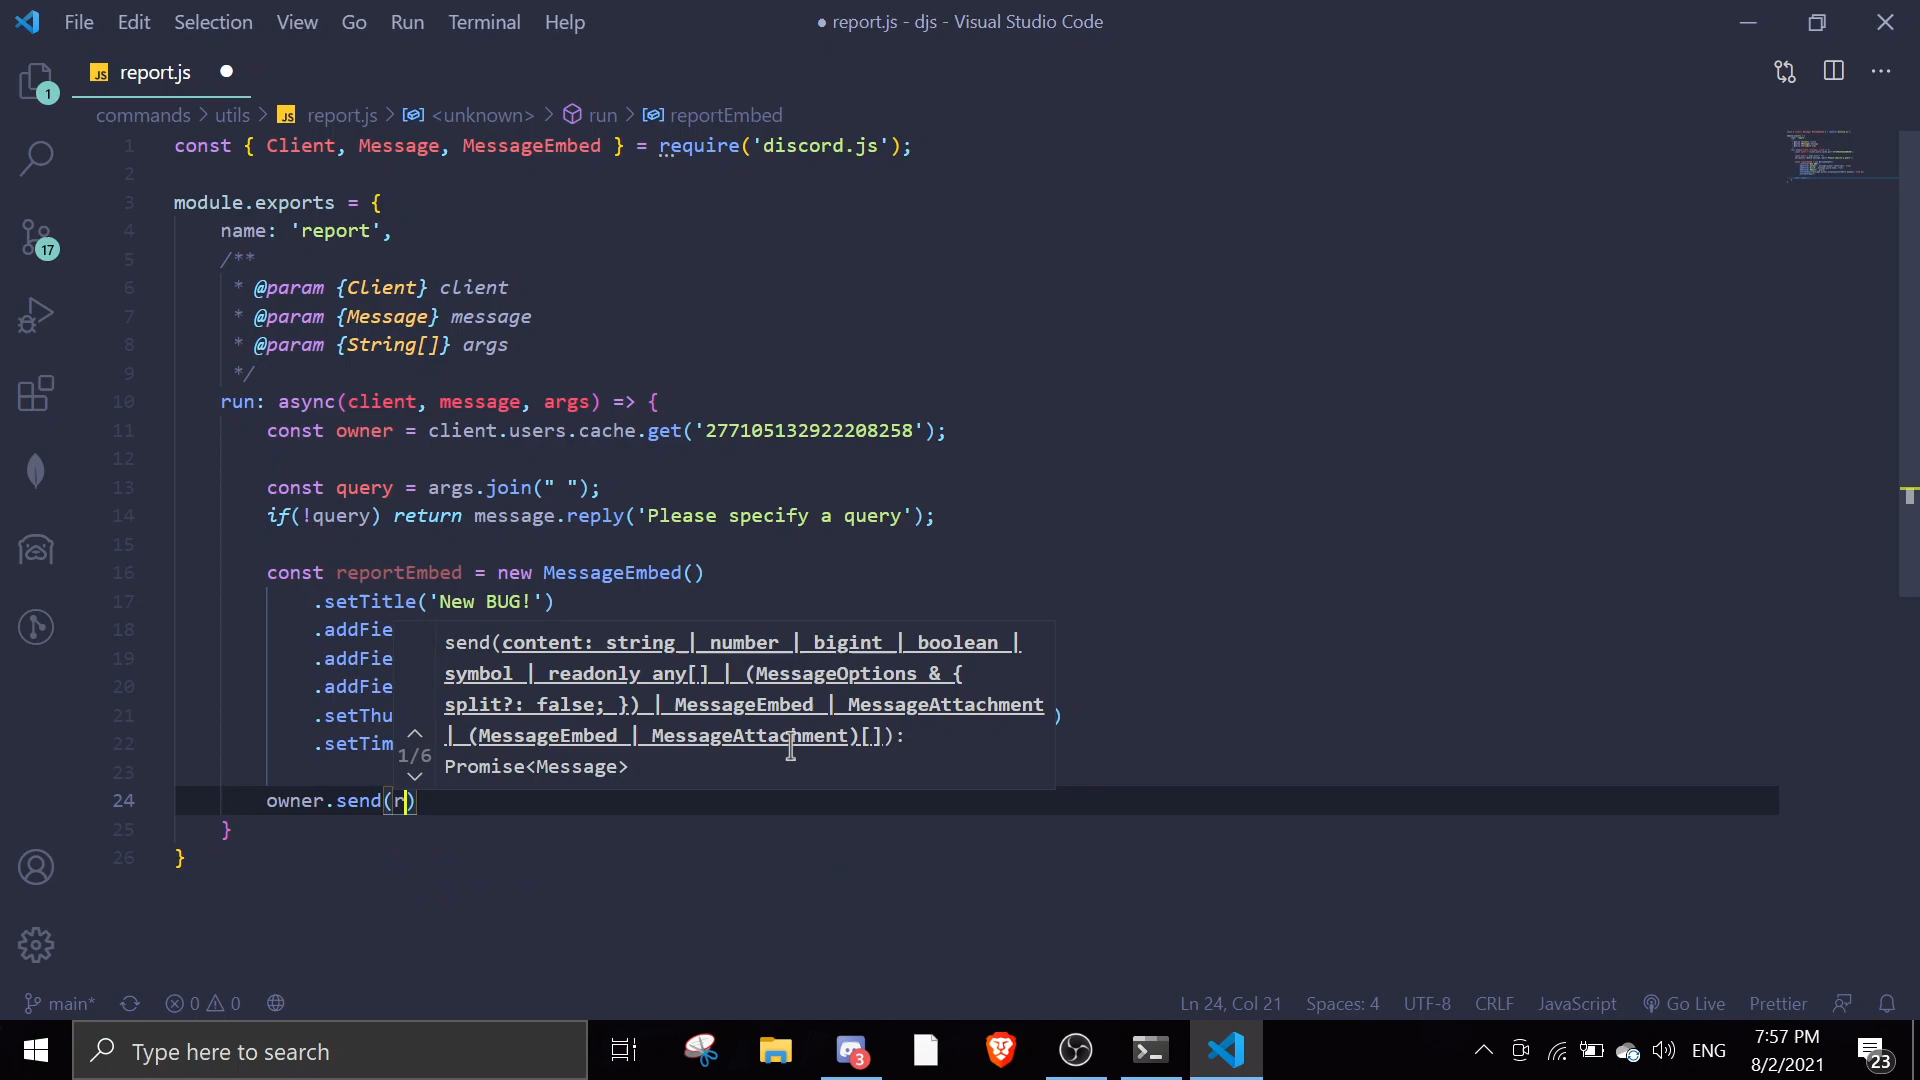 File Edit Selection View Go Run Terminal Help
● report.js - djs - Visual Studio Code
1
JS report.js
commands > utils > JS report.js > <unknown> > run > reportEmbed
1 const { Client, Message, MessageEmbed } = require('discord.js');
2
3 module.exports = {
4 name: 'report',
5 /**
6 * @param {Client} client
7 * @param {Message} message
8 * @param {String[]} args
9 */
10 run: async(client, message, args) => {
11 const owner = client.users.cache.get('277105132922208258');
12
13 const query = args.join(" ");
14 if(!query) return message.reply('Please specify a query');
15
16 const reportEmbed = new MessageEmbed()
17 .setTitle('New BUG!')
18 .addFie
19 .addFie
20 .addFie
21 .setThu )
22 .setTim
23
24 owner.send(r)
25 }
26 }
send(content: string | number | bigint | boolean |
symbol | readonly any[] | (MessageOptions & {
split?: false; }) | MessageEmbed | MessageAttachment
| (MessageEmbed | MessageAttachment)[]):
Promise<Message>
1/6
17
main* 0 0
Ln 24, Col 21 Spaces: 4 UTF-8 CRLF JavaScript Go Live Prettier
Type here to search
3
ENG
7:57 PM
8/2/2021
23